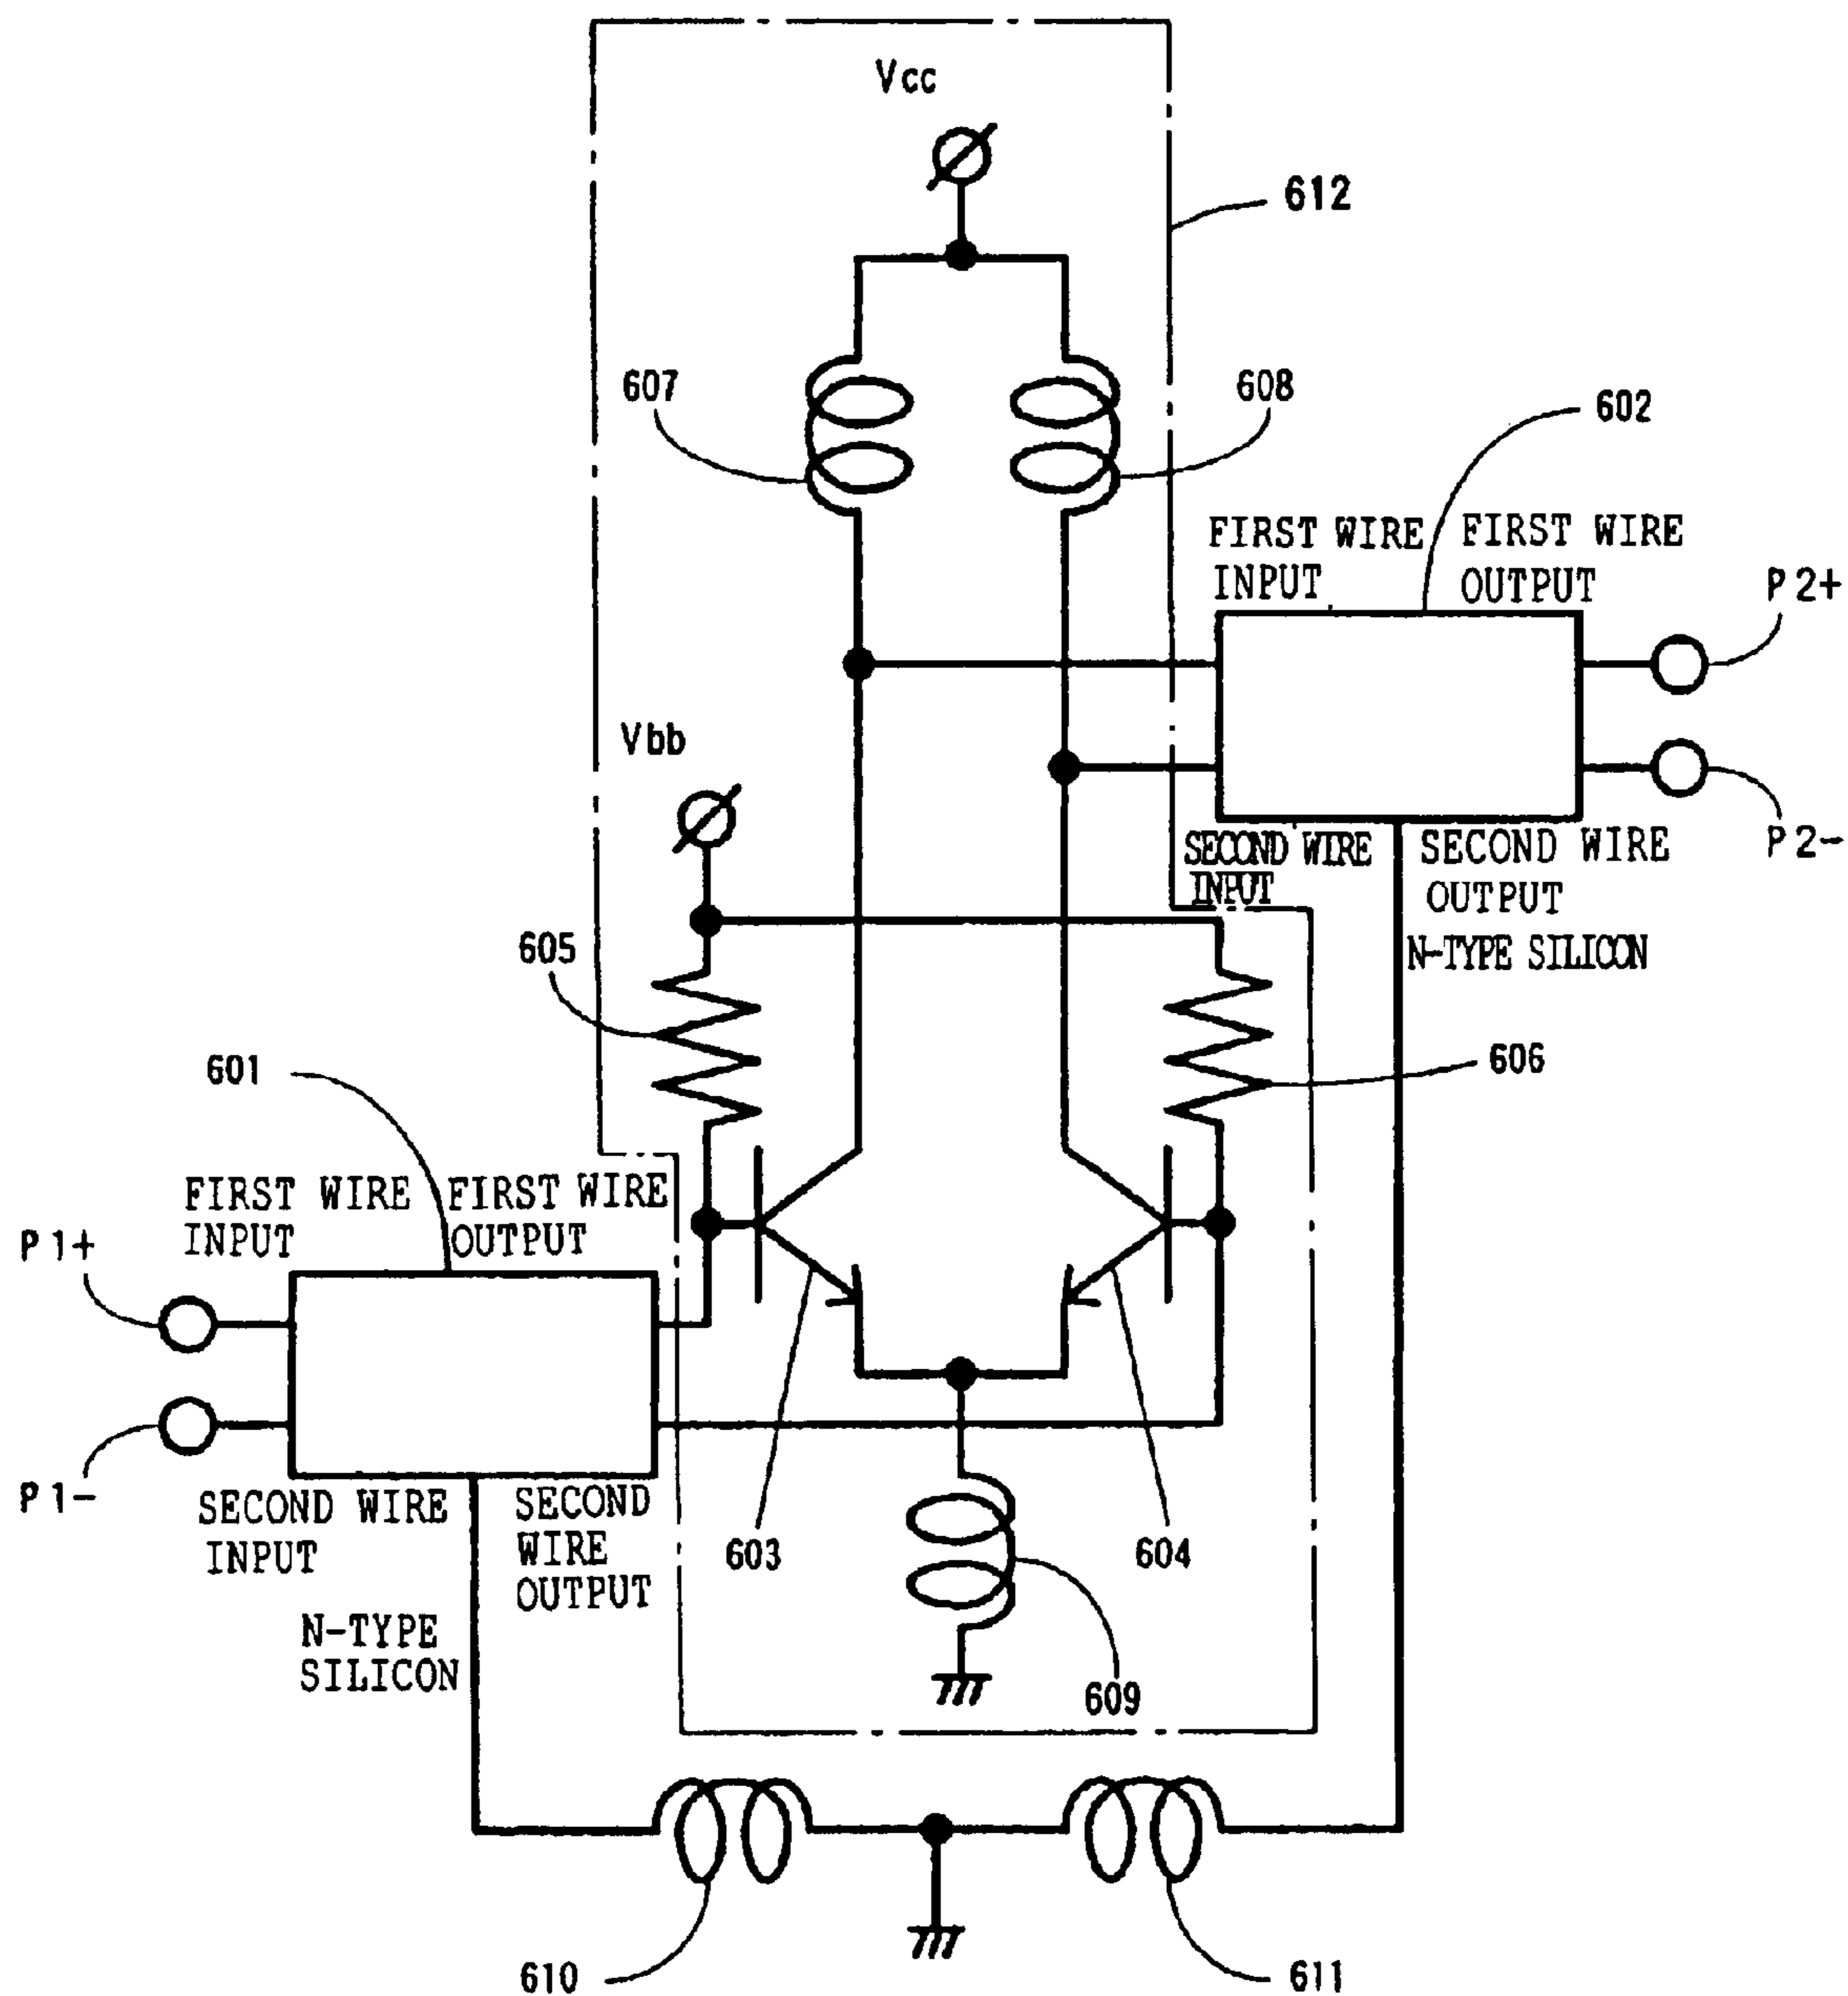 Vcc
612
607
608
602
FIRST WIRE
INPUT
FIRST WIRE
OUTPUT
P2+
Vbb
SECOND WIRE
INPUT
SECOND WIRE
OUTPUT
P2-
N-TYPE SILICON
605
606
601
FIRST WIRE
INPUT
FIRST WIRE
OUTPUT
P1+
P1-
SECOND WIRE
INPUT
SECOND
WIRE
OUTPUT
603
604
N-TYPE
SILICON
609
610
611